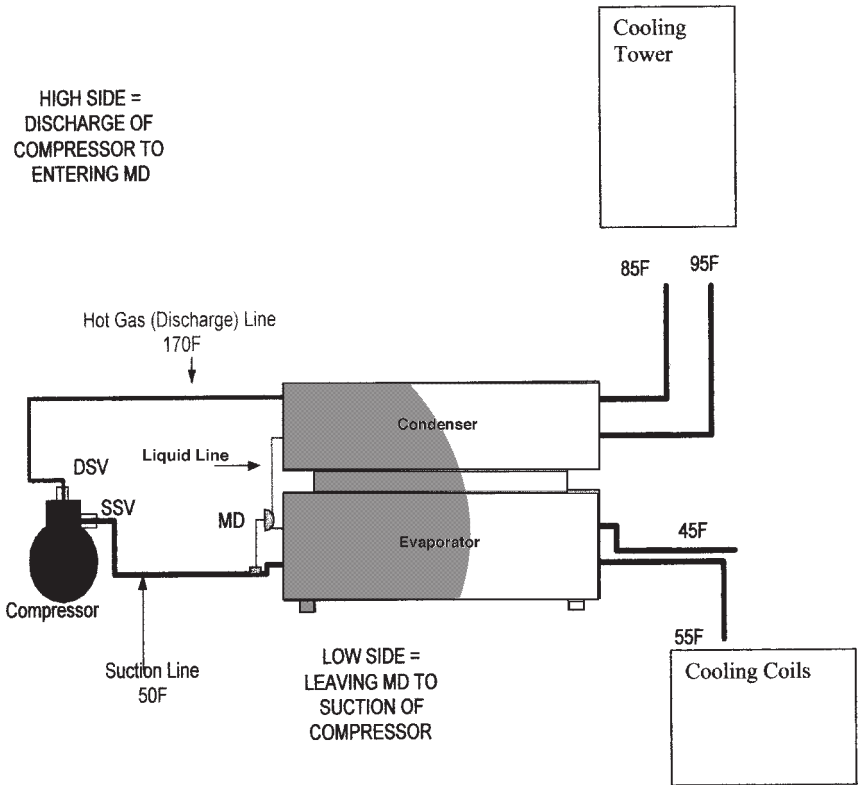 Cooling
Tower
HIGH SIDE =
DISCHARGE OF
COMPRESSOR TO
ENTERING MD
85F
95F
Hot Gas (Discharge) Line
170F
Condenser
Liquid Line
DSV
SSV
MD
Evaporator
45F
Compressor
55F
Suction Line
50F
LOW SIDE =
LEAVING MD TO
SUCTION OF
COMPRESSOR
Cooling Coils